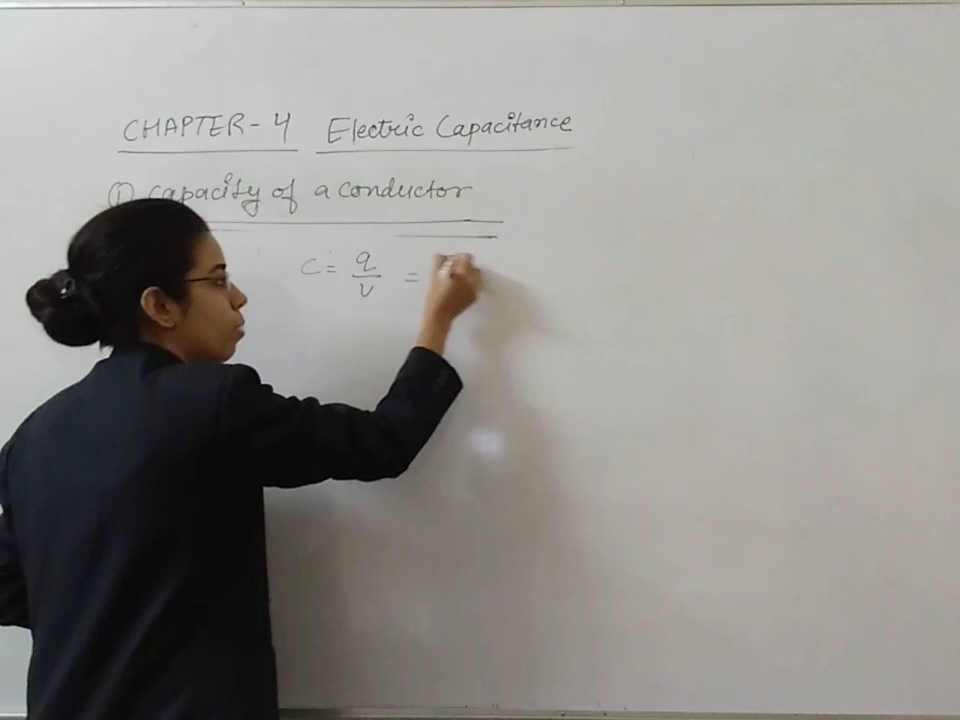 CHAPTER-4 Electric Capacitance
① Capacity of a conductor
C = q/v =